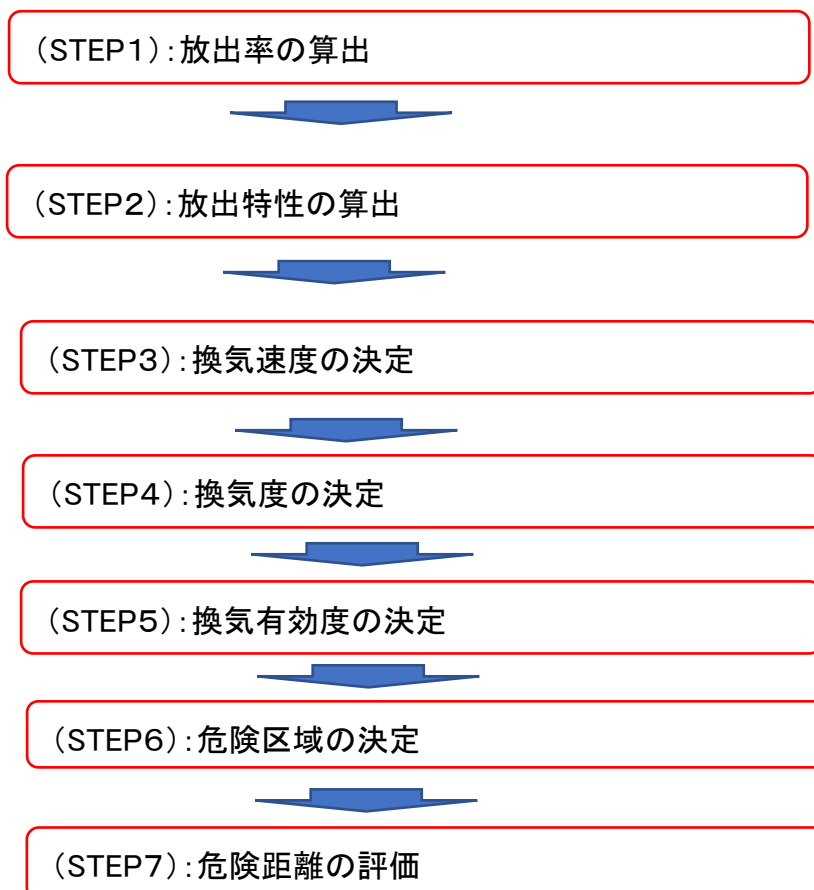 （STEP１）：放出率の算出
（STEP２）：放出特性の算出
（STEP３）：換気速度の決定
（STEP４）：換気度の決定
（STEP５）：換気有効度の決定
（STEP６）：危険区域の決定
（STEP７）：危険距離の評価